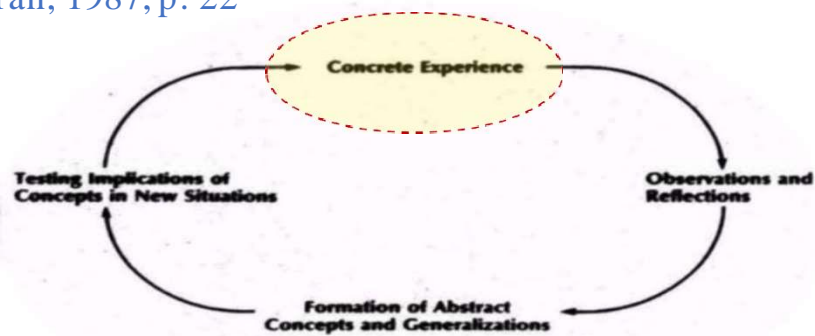 1987, p. 22
Concrete Experience
Testing Implications of
Concepts in New Situations
Observations and
Reflections
Formation of Abstract
Concepts and Generalizations